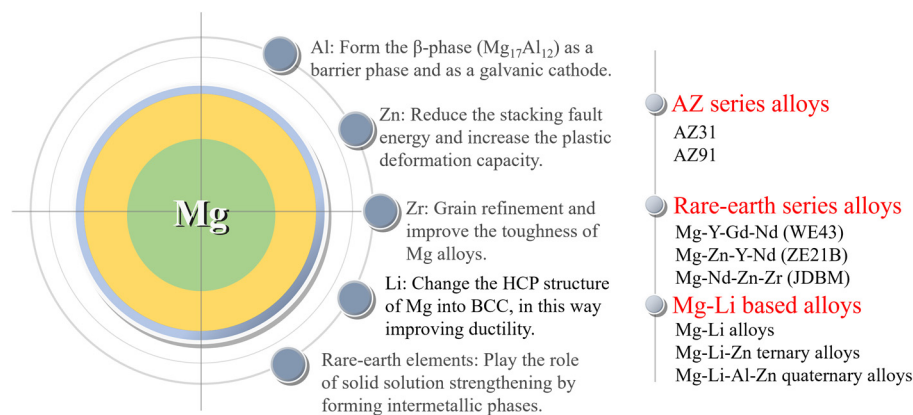 Mg
Al: Form the β-phase (Mg₁₇Al₁₂) as a
barrier phase and as a galvanic cathode.
Zn: Reduce the stacking fault
energy and increase the plastic
deformation capacity.
Zr: Grain refinement and
improve the toughness of
Mg alloys.
Li: Change the HCP structure
of Mg into BCC, in this way
improving ductility.
Rare-earth elements: Play the role
of solid solution strengthening by
forming intermetallic phases.
AZ series alloys
AZ31
AZ91
Rare-earth series alloys
Mg-Y-Gd-Nd (WE43)
Mg-Zn-Y-Nd (ZE21B)
Mg-Nd-Zn-Zr (JDBM)
Mg-Li based alloys
Mg-Li alloys
Mg-Li-Zn ternary alloys
Mg-Li-Al-Zn quaternary alloys